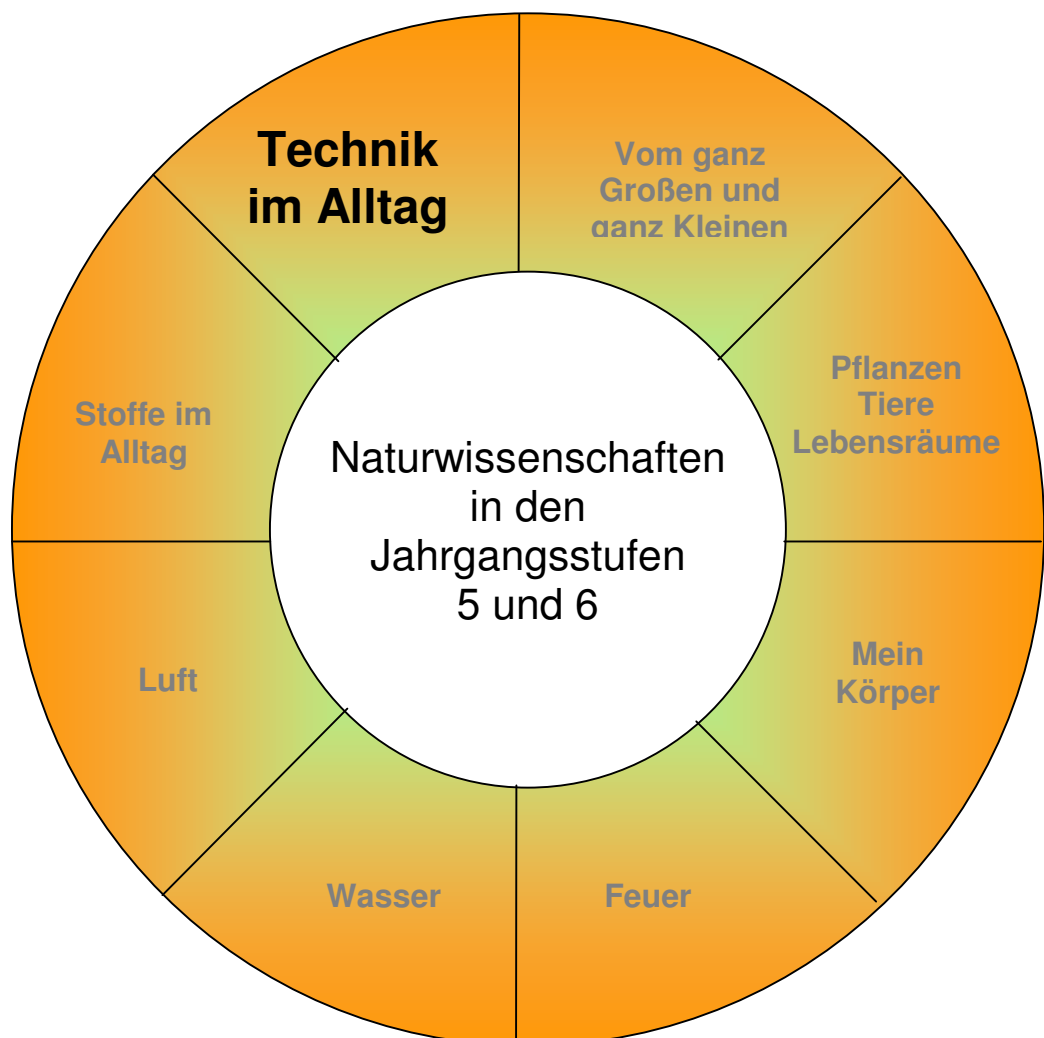 Technik
im Alltag
Vom ganz
Großen und
ganz Kleinen
Pflanzen
Tiere
Lebensräume
Mein
Körper
Feuer
Wasser
Luft
Stoffe im
Alltag
Naturwissenschaften
in den
Jahrgangsstufen
5 und 6